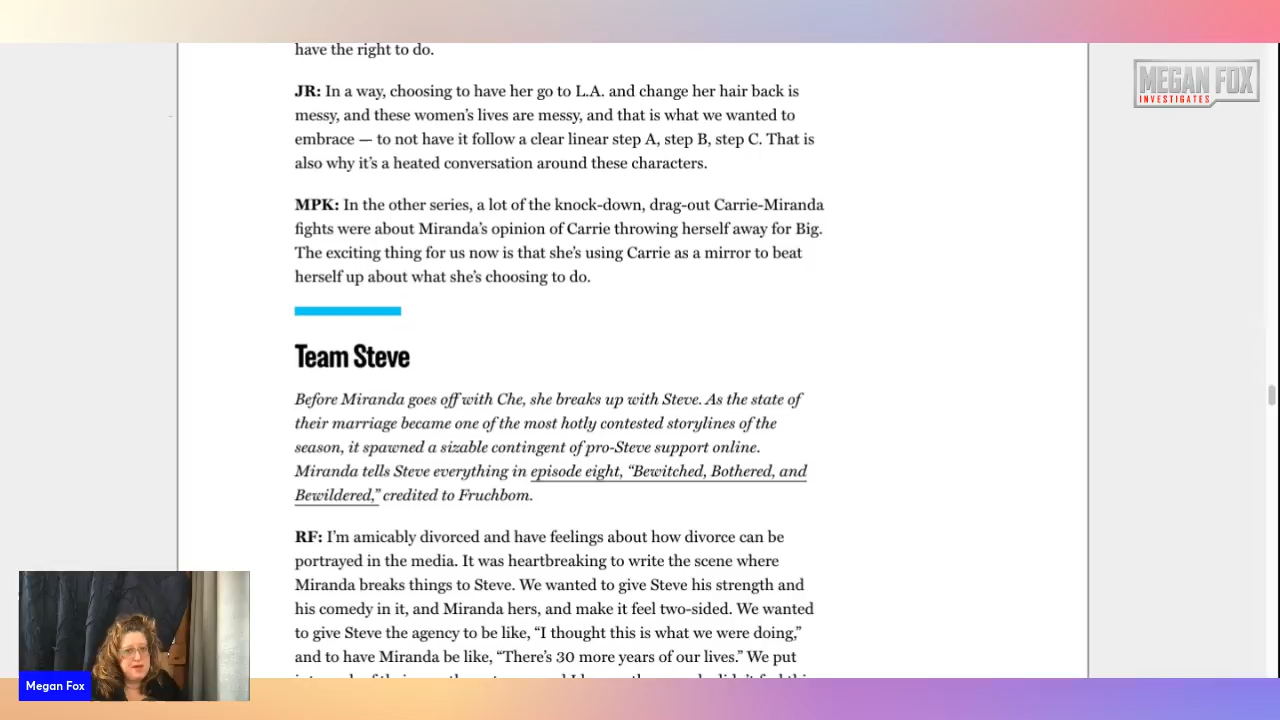 have the right to do.
MEGAN FOX
INVESTIGATES
JR: In a way, choosing to have her go to L.A. and change her hair back is
messy, and these women's lives are messy, and that is what we wanted to
embrace — to not have it follow a clear linear step A, step B, step C. That is
also why it's a heated conversation around these characters.
MPK: In the other series, a lot of the knock-down, drag-out Carrie-Miranda
fights were about Miranda's opinion of Carrie throwing herself away for Big.
The exciting thing for us now is that she's using Carrie as a mirror to beat
herself up about what she's choosing to do.
Team Steve
Before Miranda goes off with Che, she breaks up with Steve. As the state of
their marriage became one of the most hotly contested storylines of the
season, it spawned a sizable contingent of pro-Steve support online.
Miranda tells Steve everything in episode eight, “Bewitched, Bothered, and
Bewildered,” credited to Fruchbom.
RF: I'm amicably divorced and have feelings about how divorce can be
portrayed in the media. It was heartbreaking to write the scene where
Miranda breaks things to Steve. We wanted to give Steve his strength and
his comedy in it, and Miranda hers, and make it feel two-sided. We wanted
to give Steve the agency to be like, “I thought this is what we were doing,”
and to have Miranda be like, “There's 30 more years of our lives.” We put
Megan Fox